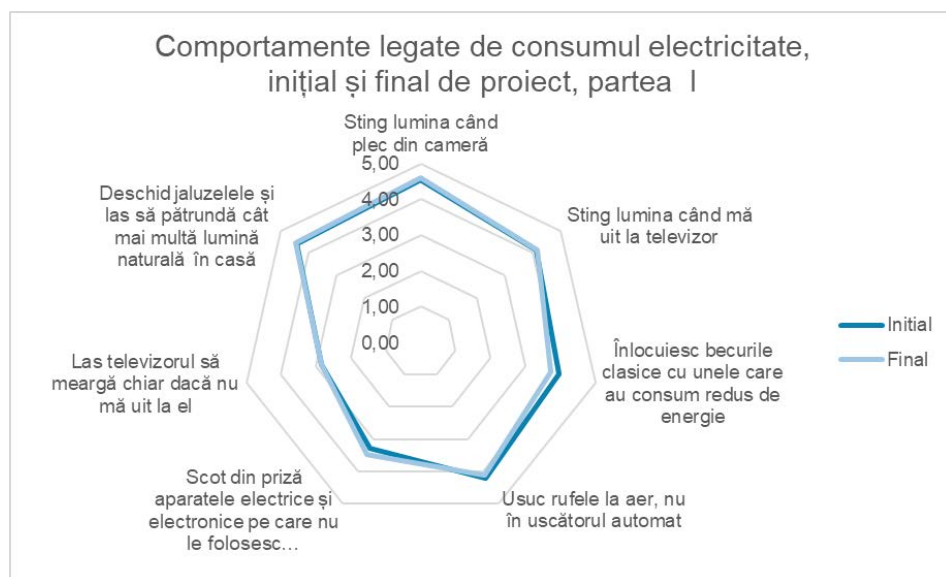 Comportamente legate de consumul electricitate,
inițial și final de proiect, partea I
Sting lumina când
plec din cameră
5,00
4,00
3,00
2,00
1,00
0,00
Sting lumina când mă
uit la televizor
Înlocuiesc becurile
clasice cu unele care
au consum redus de
energie
Usuc rufele la aer, nu
în uscătorul automat
Scot din priză
aparatele electrice și
electronice pe care nu
le folosesc…
Las televizorul să
meargă chiar dacă nu
mă uit la el
Deschid jaluzelele și
las să pătrundă cât
mai multă lumină
naturală în casă
Initial
Final